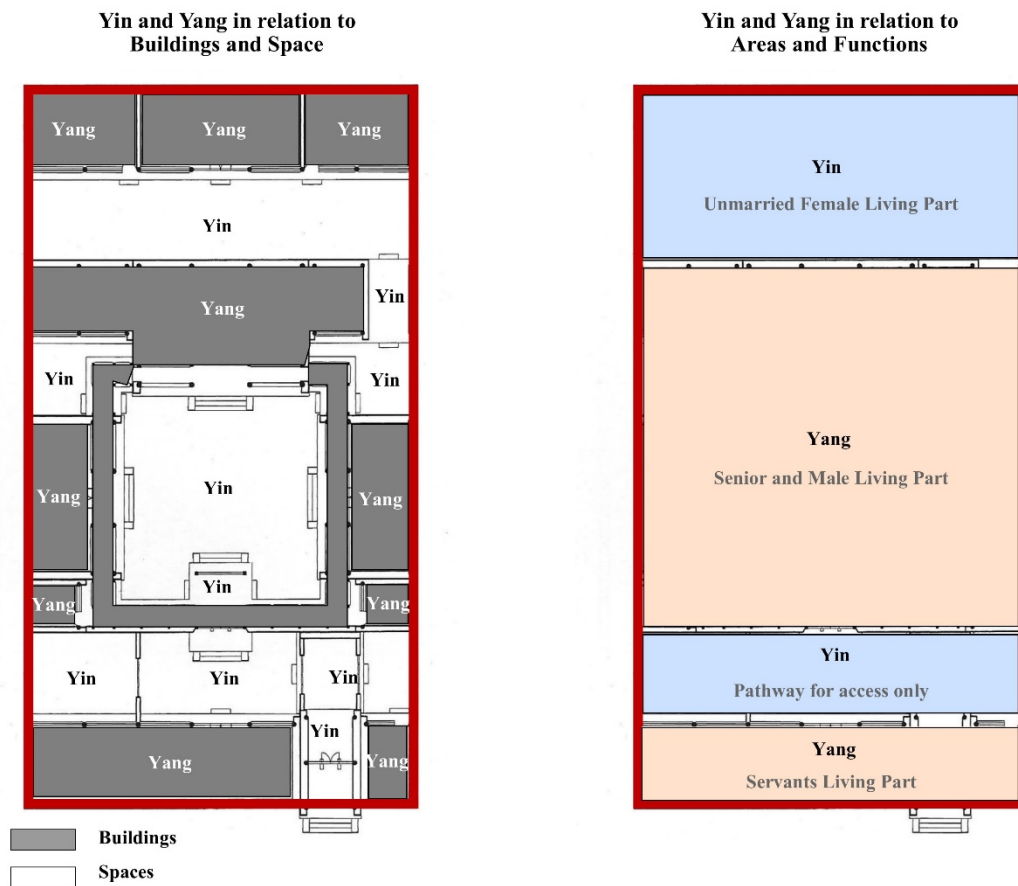 Yin and Yang in relation to
Buildings and Space
Yang
Yang
Yang
Yin
Yang
Yin
Yin
Yin
Yang
Yin
Yang
Yin
Yang
Yang
Yin
Yin
Yin
Yin
Yang
Yang
Buildings
Spaces
Yin and Yang in relation to
Areas and Functions
Yin
Unmarried Female Living Part
Yang
Senior and Male Living Part
Yin
Pathway for access only
Yang
Servants Living Part